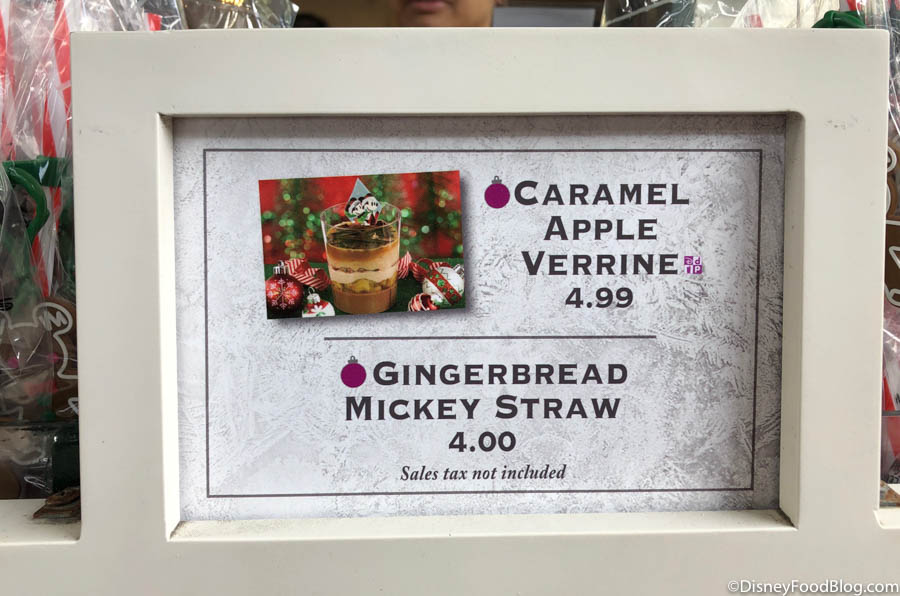 CARAMEL
APPLE
VERRINE
4.99
GINGERBREAD
MICKEY STRAW
4.00
Sales tax not included
©DisneyFoodBlog.com